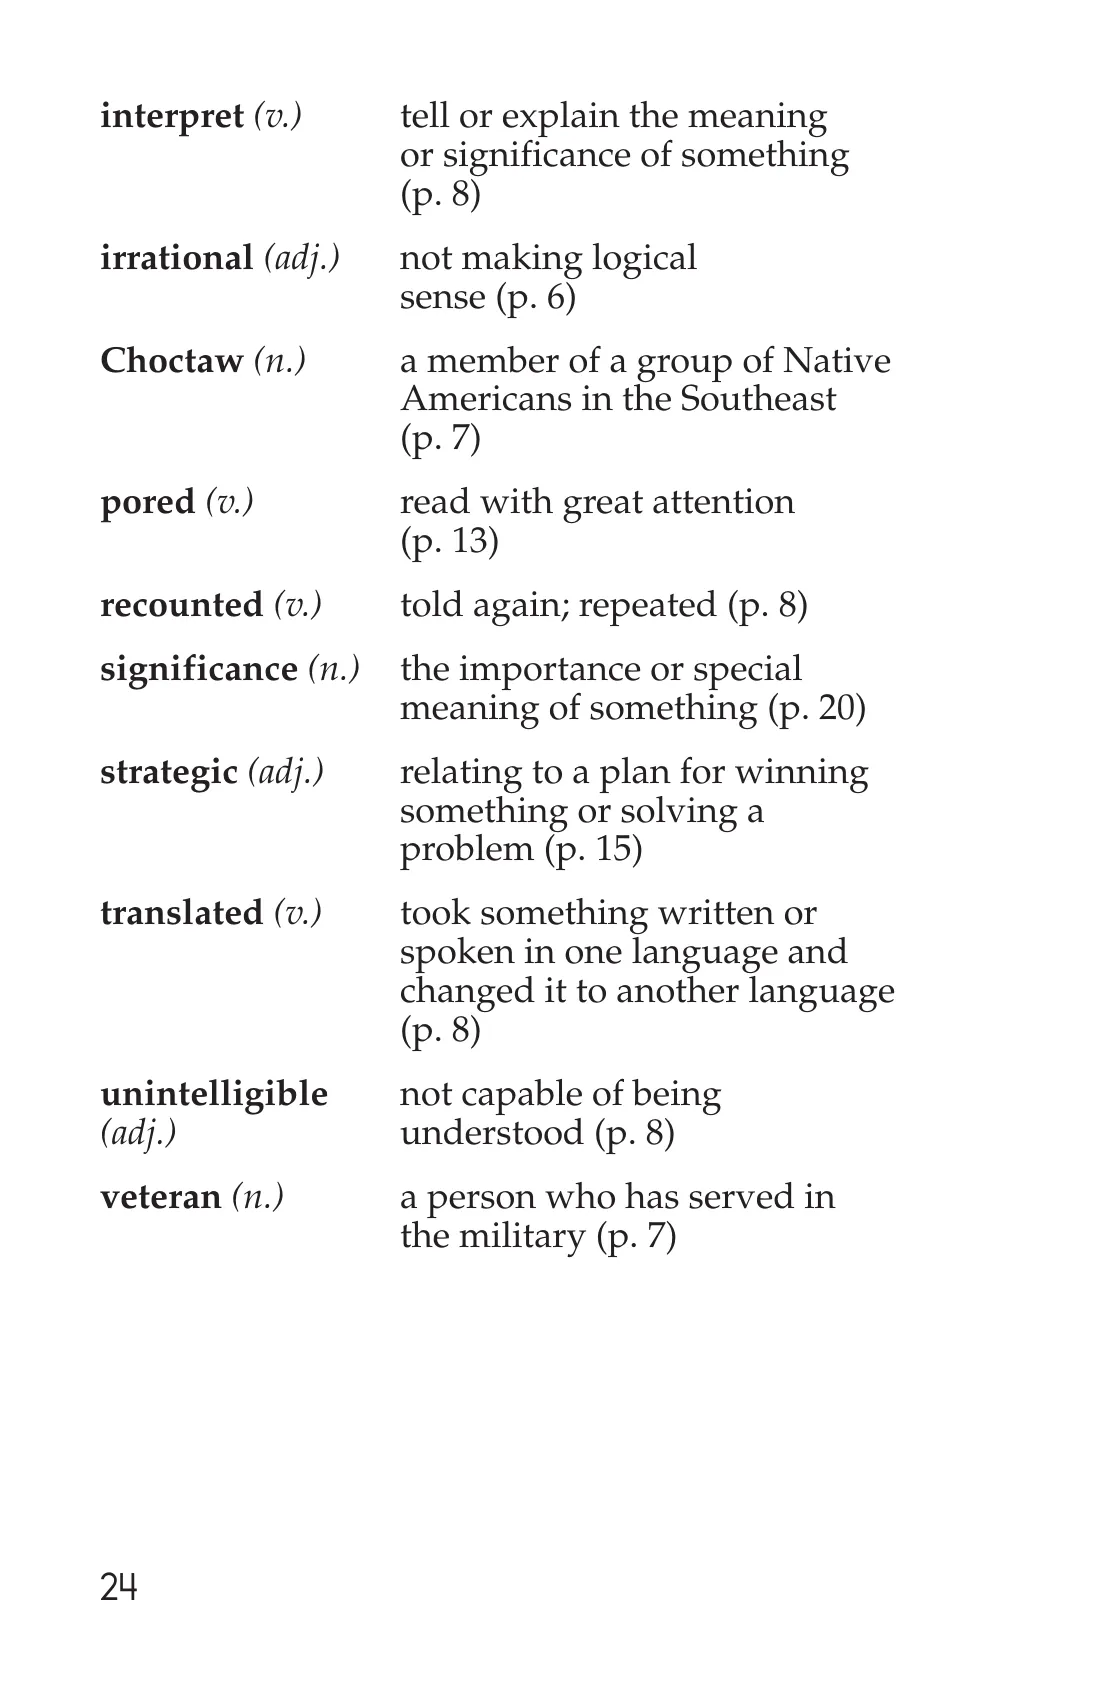 interpret (v.) tell or explain the meaning
or significance of something
(p. 8)
irrational (adj.) not making logical
sense (p. 6)
Choctaw (n.) a member of a group of Native
Americans in the Southeast
(p. 7)
pored (v.) read with great attention
(p. 13)
recounted (v.) told again; repeated (p. 8)
significance (n.) the importance or special
meaning of something (p. 20)
strategic (adj.) relating to a plan for winning
something or solving a
problem (p. 15)
translated (v.) took something written or
spoken in one language and
changed it to another language
(p. 8)
unintelligible not capable of being
(adj.) understood (p. 8)
veteran (n.) a person who has served in
the military (p. 7)
24